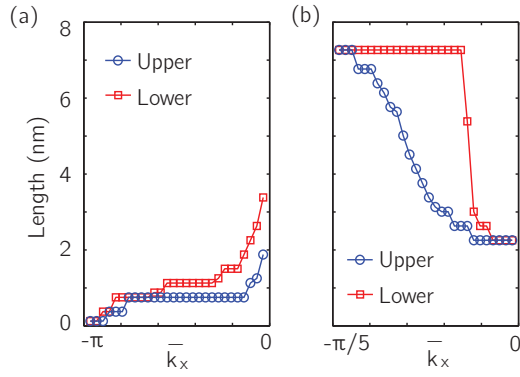 (a)
(b)
8
6
4
2
0
Length (nm)
Upper
Lower
Upper
Lower
-π
k̅x
0
-π/5
k̅x
0